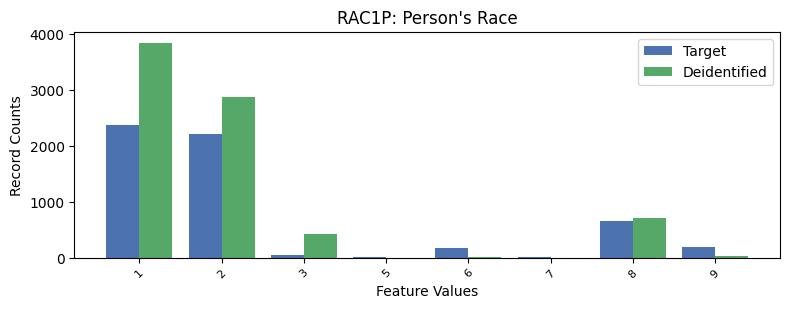 RAC1P: Person's Race
Record Counts
4000
3000
2000
1000
0
Target
Deidentified
1 2 3 5 6 7 8 9
Feature Values